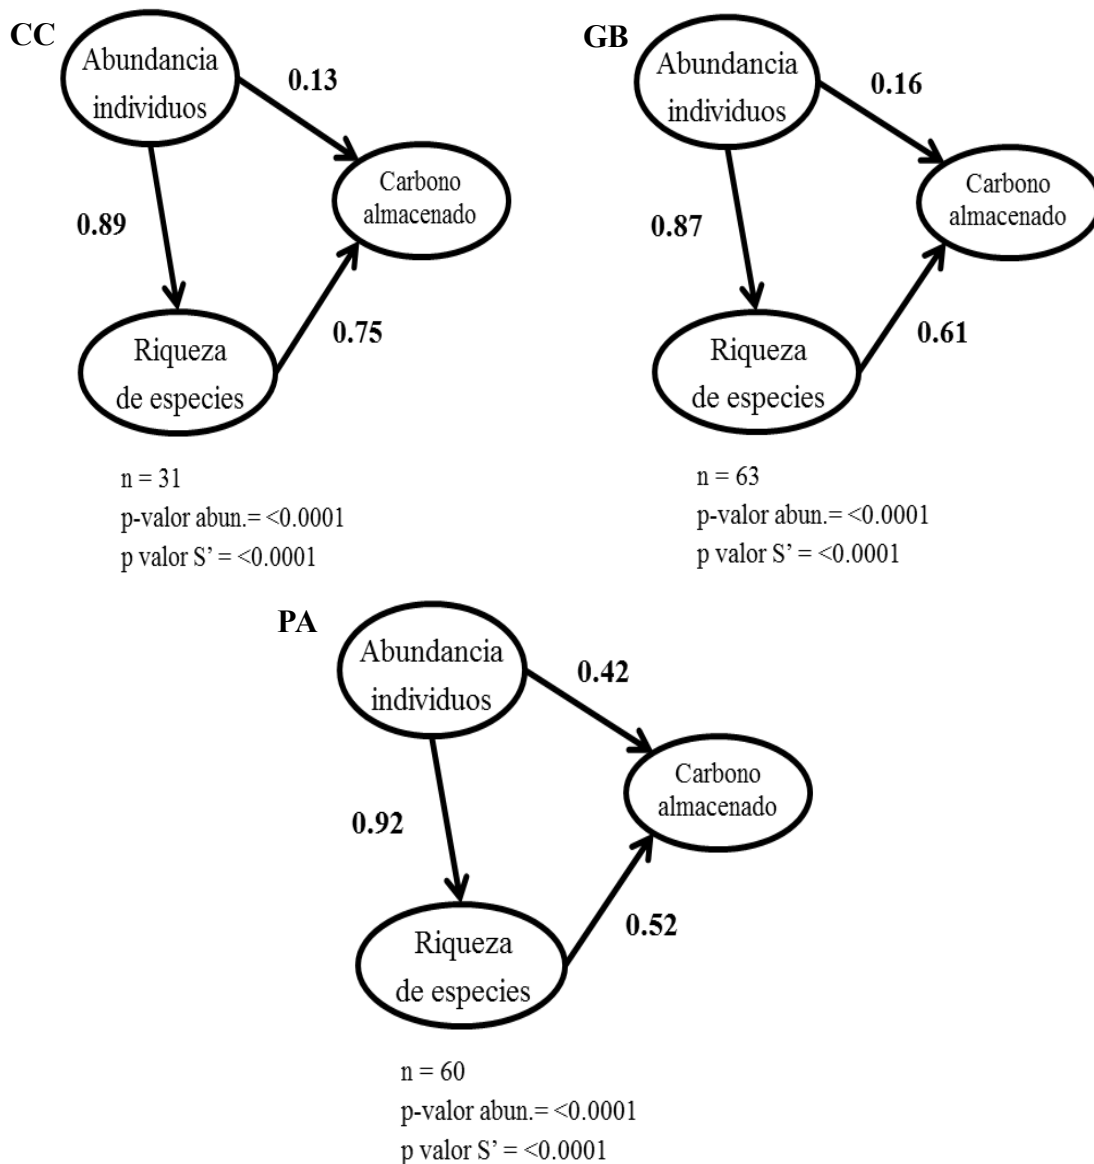 CC
Abundancia
individuos
0.13
Carbono
almacenado
0.89
0.75
Riqueza
de especies
n = 31
p-valor abun.= <0.0001
p valor S’ = <0.0001
GB
Abundancia
individuos
0.16
Carbono
almacenado
0.87
0.61
Riqueza
de especies
n = 63
p-valor abun.= <0.0001
p valor S’ = <0.0001
PA
Abundancia
individuos
0.42
Carbono
almacenado
0.92
0.52
Riqueza
de especies
n = 60
p-valor abun.= <0.0001
p valor S’ = <0.0001